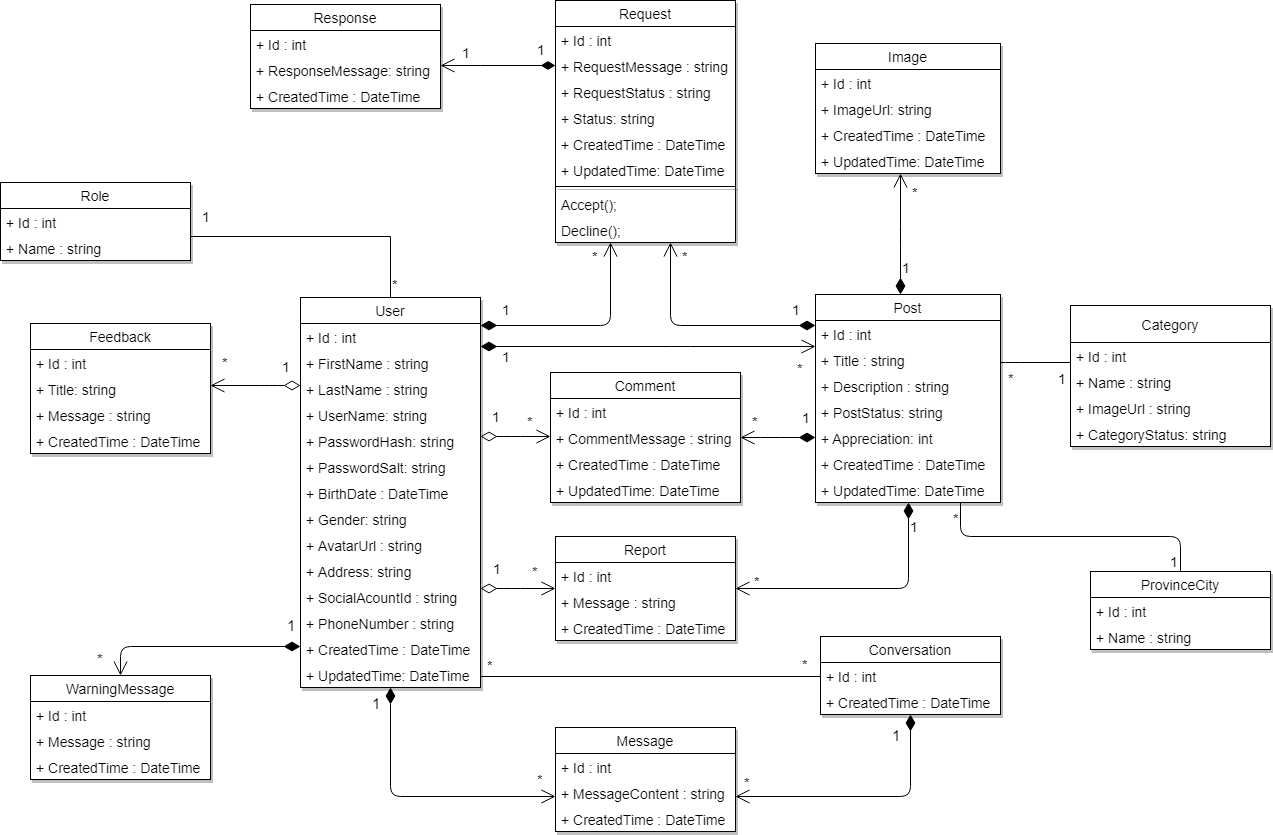 Response
+ Id : int
+ ResponseMessage: string
+ CreatedTime : DateTime
1
1
Request
+ Id : int
+ RequestMessage : string
+ RequestStatus : string
+ Status: string
+ CreatedTime : DateTime
+ UpdatedTime: DateTime
Accept();
Decline();
*
*
Image
+ Id : int
+ ImageUrl: string
+ CreatedTime : DateTime
+ UpdatedTime: DateTime
*
1
Role
+ Id : int
+ Name : string
1
*
User
+ Id : int
+ FirstName : string
+ LastName : string
+ UserName: string
+ PasswordHash: string
+ PasswordSalt: string
+ BirthDate : DateTime
+ Gender: string
+ AvatarUrl : string
+ Address: string
+ SocialAcountId : string
+ PhoneNumber : string
+ CreatedTime : DateTime
+ UpdatedTime: DateTime
1
1
1
*
Feedback
+ Id : int
+ Title: string
+ Message : string
+ CreatedTime : DateTime
*
1
Post
+ Id : int
+ Title : string
+ Description : string
+ PostStatus: string
+ Appreciation: int
+ CreatedTime : DateTime
+ UpdatedTime: DateTime
*
1
Category
+ Id : int
+ Name : string
+ ImageUrl : string
+ CategoryStatus: string
Comment
+ Id : int
+ CommentMessage : string
+ CreatedTime : DateTime
+ UpdatedTime: DateTime
1
*
*
1
Report
+ Id : int
+ Message : string
+ CreatedTime : DateTime
1
*
*
1
*
1
ProvinceCity
+ Id : int
+ Name : string
1
*
WarningMessage
+ Id : int
+ Message : string
+ CreatedTime : DateTime
*
*
Conversation
+ Id : int
+ CreatedTime : DateTime
1
*
Message
+ Id : int
+ MessageContent : string
+ CreatedTime : DateTime
*
1